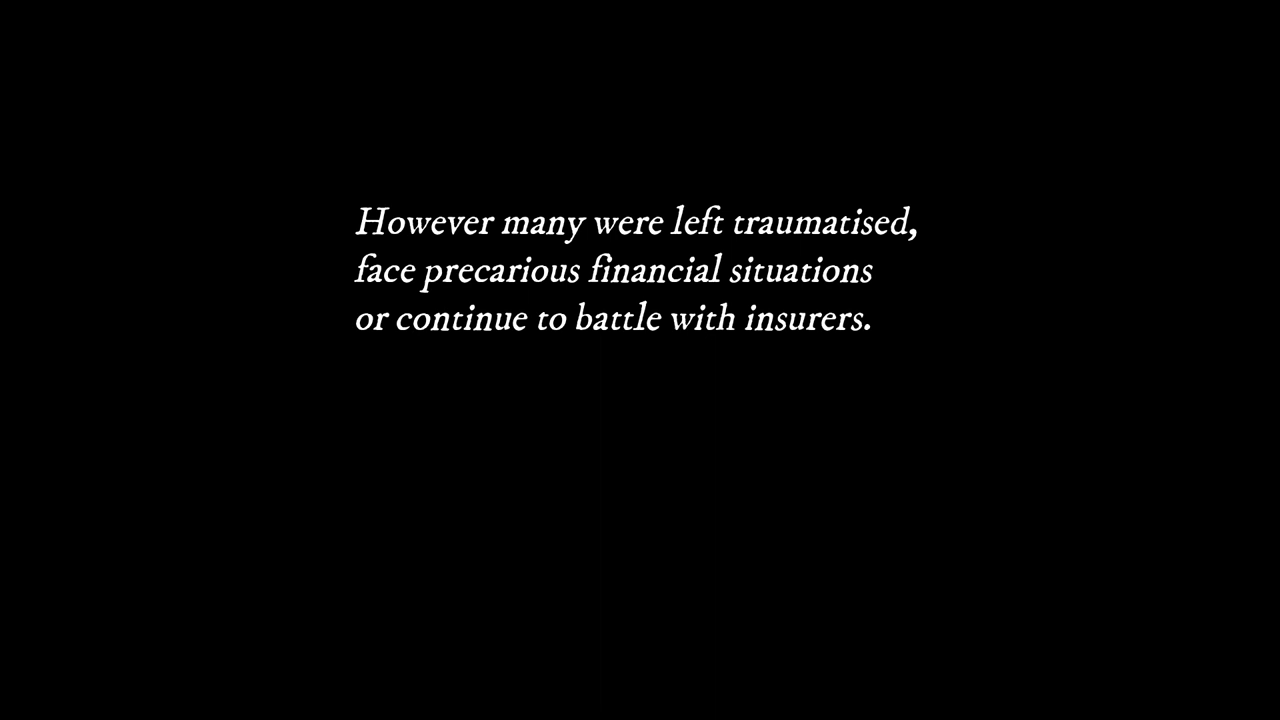 However many were left traumatised,
face precarious financial situations
or continue to battle with insurers.